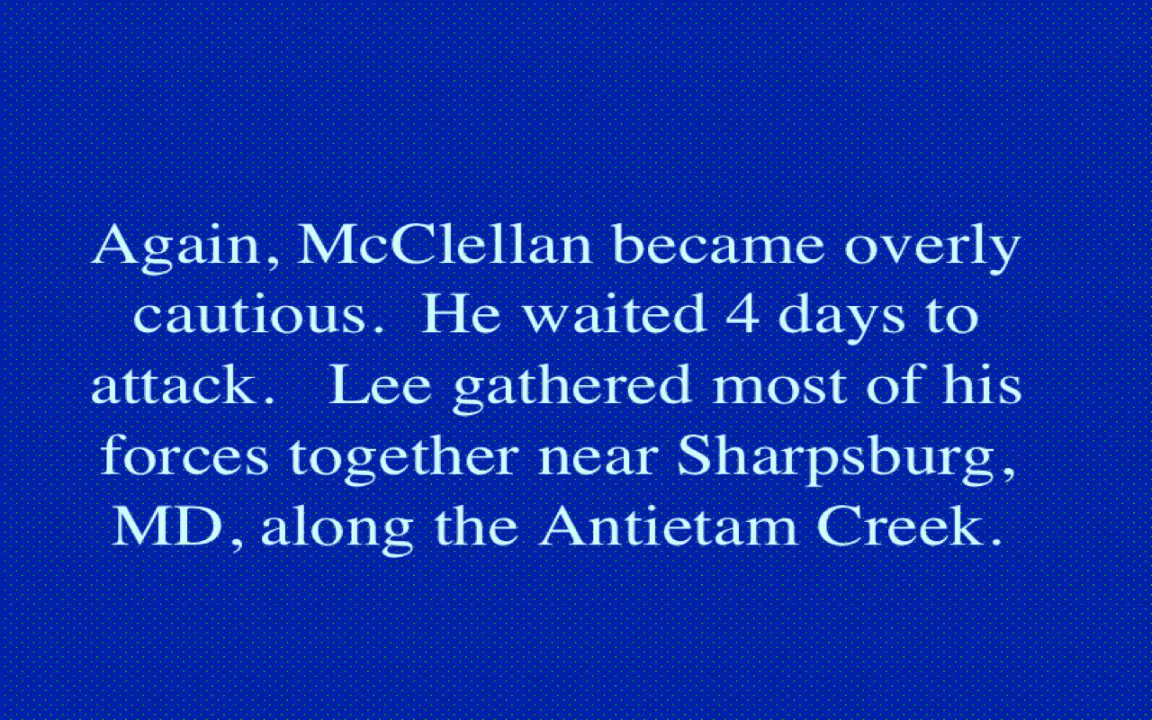 Again, McClellan became overly
cautious.  He waited 4 days to
attack.   Lee gathered most of his
forces together near Sharpsburg,
MD, along the Antietam Creek.